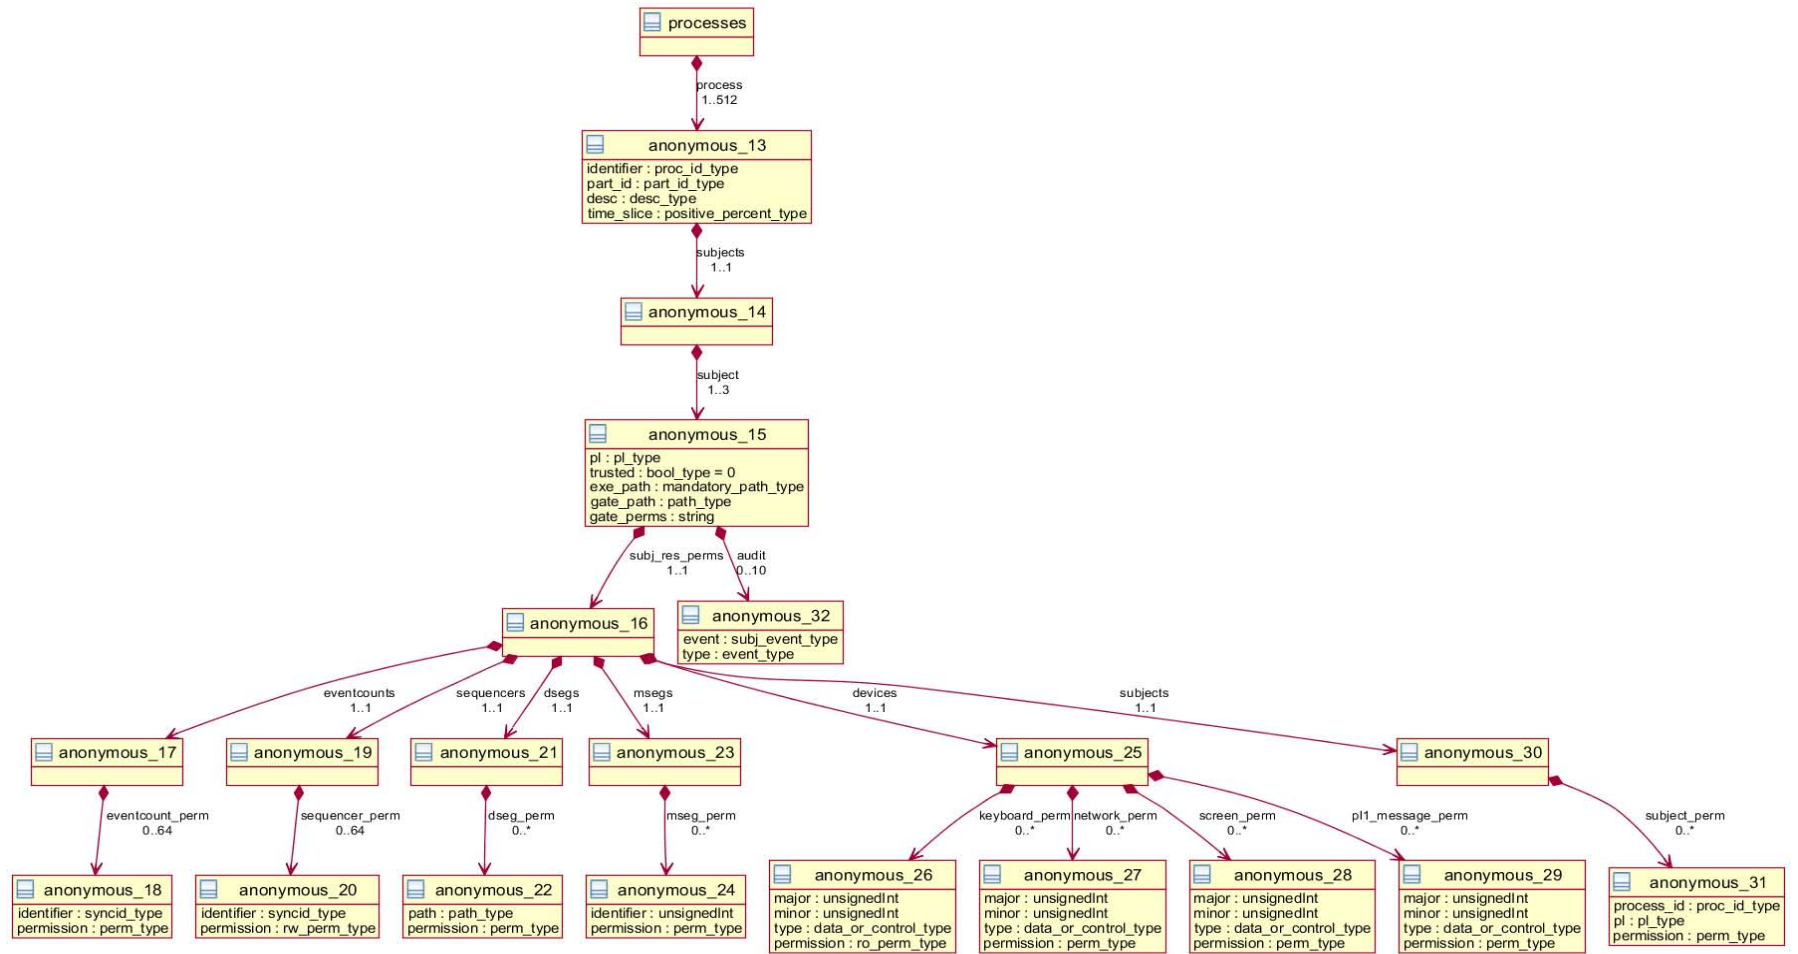 processes
process
1..512
anonymous_13
identifier : proc_id_type
part_id : part_id_type
desc : desc_type
time_slice : positive_percent_type
subjects
1..1
anonymous_14
subject
1..3
anonymous_15
pl : pl_type
trusted : bool_type = 0
exe_path : mandatory_path_type
gate_path : path_type
gate_perms : string
subj_res_perms
1..1
audit
0..10
anonymous_16
anonymous_32
event : subj_event_type
type : event_type
eventcounts
1..1
sequencers
1..1
dsegs
1..1
msegs
1..1
devices
1..1
subjects
1..1
anonymous_17
anonymous_19
anonymous_21
anonymous_23
anonymous_25
anonymous_30
eventcount_perm
0..64
sequencer_perm
0..64
dseg_perm
0..*
mseg_perm
0..*
keyboard_perm
0..*
network_perm
0..*
screen_perm
0..*
pl1_message_perm
0..*
subject_perm
0..*
anonymous_18
identifier : syncid_type
permission : perm_type
anonymous_20
identifier : syncid_type
permission : rw_perm_type
anonymous_22
path : path_type
permission : perm_type
anonymous_24
identifier : unsignedInt
permission : perm_type
anonymous_26
major : unsignedInt
minor : unsignedInt
type : data_or_control_type
permission : ro_perm_type
anonymous_27
major : unsignedInt
minor : unsignedInt
type : data_or_control_type
permission : perm_type
anonymous_28
major : unsignedInt
minor : unsignedInt
type : data_or_control_type
permission : perm_type
anonymous_29
major : unsignedInt
minor : unsignedInt
type : data_or_control_type
permission : perm_type
anonymous_31
process_id : proc_id_type
pl : pl_type
permission : perm_type